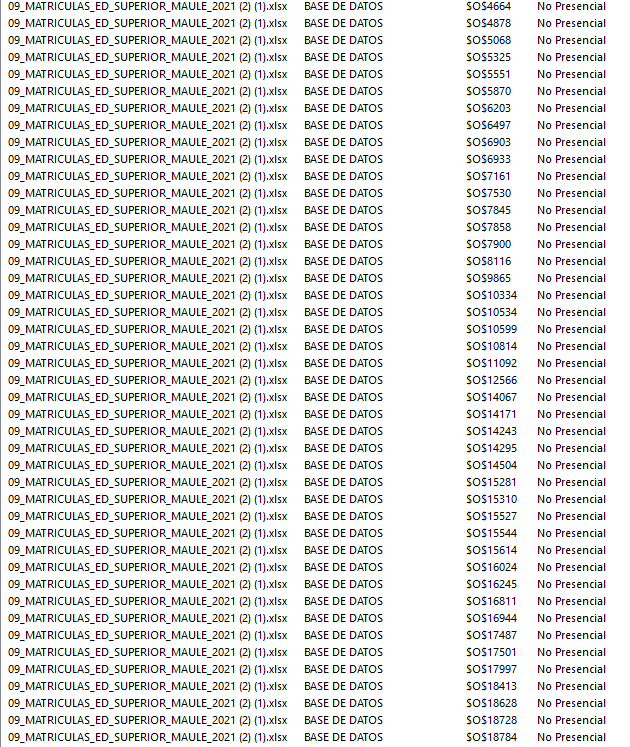 09_MATRICULAS_ED_SUPERIOR_MAULE_2021 (2) (1).xlsx BASE DE DATOS $O$4664 No Presencial
09_MATRICULAS_ED_SUPERIOR_MAULE_2021 (2) (1).xlsx BASE DE DATOS $O$4878 No Presencial
09_MATRICULAS_ED_SUPERIOR_MAULE_2021 (2) (1).xlsx BASE DE DATOS $O$5068 No Presencial
09_MATRICULAS_ED_SUPERIOR_MAULE_2021 (2) (1).xlsx BASE DE DATOS $O$5325 No Presencial
09_MATRICULAS_ED_SUPERIOR_MAULE_2021 (2) (1).xlsx BASE DE DATOS $O$5551 No Presencial
09_MATRICULAS_ED_SUPERIOR_MAULE_2021 (2) (1).xlsx BASE DE DATOS $O$5870 No Presencial
09_MATRICULAS_ED_SUPERIOR_MAULE_2021 (2) (1).xlsx BASE DE DATOS $O$6203 No Presencial
09_MATRICULAS_ED_SUPERIOR_MAULE_2021 (2) (1).xlsx BASE DE DATOS $O$6497 No Presencial
09_MATRICULAS_ED_SUPERIOR_MAULE_2021 (2) (1).xlsx BASE DE DATOS $O$6903 No Presencial
09_MATRICULAS_ED_SUPERIOR_MAULE_2021 (2) (1).xlsx BASE DE DATOS $O$6933 No Presencial
09_MATRICULAS_ED_SUPERIOR_MAULE_2021 (2) (1).xlsx BASE DE DATOS $O$7161 No Presencial
09_MATRICULAS_ED_SUPERIOR_MAULE_2021 (2) (1).xlsx BASE DE DATOS $O$7530 No Presencial
09_MATRICULAS_ED_SUPERIOR_MAULE_2021 (2) (1).xlsx BASE DE DATOS $O$7845 No Presencial
09_MATRICULAS_ED_SUPERIOR_MAULE_2021 (2) (1).xlsx BASE DE DATOS $O$7858 No Presencial
09_MATRICULAS_ED_SUPERIOR_MAULE_2021 (2) (1).xlsx BASE DE DATOS $O$7900 No Presencial
09_MATRICULAS_ED_SUPERIOR_MAULE_2021 (2) (1).xlsx BASE DE DATOS $O$8116 No Presencial
09_MATRICULAS_ED_SUPERIOR_MAULE_2021 (2) (1).xlsx BASE DE DATOS $O$9865 No Presencial
09_MATRICULAS_ED_SUPERIOR_MAULE_2021 (2) (1).xlsx BASE DE DATOS $O$10334 No Presencial
09_MATRICULAS_ED_SUPERIOR_MAULE_2021 (2) (1).xlsx BASE DE DATOS $O$10534 No Presencial
09_MATRICULAS_ED_SUPERIOR_MAULE_2021 (2) (1).xlsx BASE DE DATOS $O$10599 No Presencial
09_MATRICULAS_ED_SUPERIOR_MAULE_2021 (2) (1).xlsx BASE DE DATOS $O$10814 No Presencial
09_MATRICULAS_ED_SUPERIOR_MAULE_2021 (2) (1).xlsx BASE DE DATOS $O$11092 No Presencial
09_MATRICULAS_ED_SUPERIOR_MAULE_2021 (2) (1).xlsx BASE DE DATOS $O$12566 No Presencial
09_MATRICULAS_ED_SUPERIOR_MAULE_2021 (2) (1).xlsx BASE DE DATOS $O$14067 No Presencial
09_MATRICULAS_ED_SUPERIOR_MAULE_2021 (2) (1).xlsx BASE DE DATOS $O$14171 No Presencial
09_MATRICULAS_ED_SUPERIOR_MAULE_2021 (2) (1).xlsx BASE DE DATOS $O$14243 No Presencial
09_MATRICULAS_ED_SUPERIOR_MAULE_2021 (2) (1).xlsx BASE DE DATOS $O$14295 No Presencial
09_MATRICULAS_ED_SUPERIOR_MAULE_2021 (2) (1).xlsx BASE DE DATOS $O$14504 No Presencial
09_MATRICULAS_ED_SUPERIOR_MAULE_2021 (2) (1).xlsx BASE DE DATOS $O$15281 No Presencial
09_MATRICULAS_ED_SUPERIOR_MAULE_2021 (2) (1).xlsx BASE DE DATOS $O$15310 No Presencial
09_MATRICULAS_ED_SUPERIOR_MAULE_2021 (2) (1).xlsx BASE DE DATOS $O$15527 No Presencial
09_MATRICULAS_ED_SUPERIOR_MAULE_2021 (2) (1).xlsx BASE DE DATOS $O$15544 No Presencial
09_MATRICULAS_ED_SUPERIOR_MAULE_2021 (2) (1).xlsx BASE DE DATOS $O$15614 No Presencial
09_MATRICULAS_ED_SUPERIOR_MAULE_2021 (2) (1).xlsx BASE DE DATOS $O$16024 No Presencial
09_MATRICULAS_ED_SUPERIOR_MAULE_2021 (2) (1).xlsx BASE DE DATOS $O$16245 No Presencial
09_MATRICULAS_ED_SUPERIOR_MAULE_2021 (2) (1).xlsx BASE DE DATOS $O$16811 No Presencial
09_MATRICULAS_ED_SUPERIOR_MAULE_2021 (2) (1).xlsx BASE DE DATOS $O$16944 No Presencial
09_MATRICULAS_ED_SUPERIOR_MAULE_2021 (2) (1).xlsx BASE DE DATOS $O$17487 No Presencial
09_MATRICULAS_ED_SUPERIOR_MAULE_2021 (2) (1).xlsx BASE DE DATOS $O$17501 No Presencial
09_MATRICULAS_ED_SUPERIOR_MAULE_2021 (2) (1).xlsx BASE DE DATOS $O$17997 No Presencial
09_MATRICULAS_ED_SUPERIOR_MAULE_2021 (2) (1).xlsx BASE DE DATOS $O$18413 No Presencial
09_MATRICULAS_ED_SUPERIOR_MAULE_2021 (2) (1).xlsx BASE DE DATOS $O$18628 No Presencial
09_MATRICULAS_ED_SUPERIOR_MAULE_2021 (2) (1).xlsx BASE DE DATOS $O$18728 No Presencial
09_MATRICULAS_ED_SUPERIOR_MAULE_2021 (2) (1).xlsx BASE DE DATOS $O$18784 No Presencial